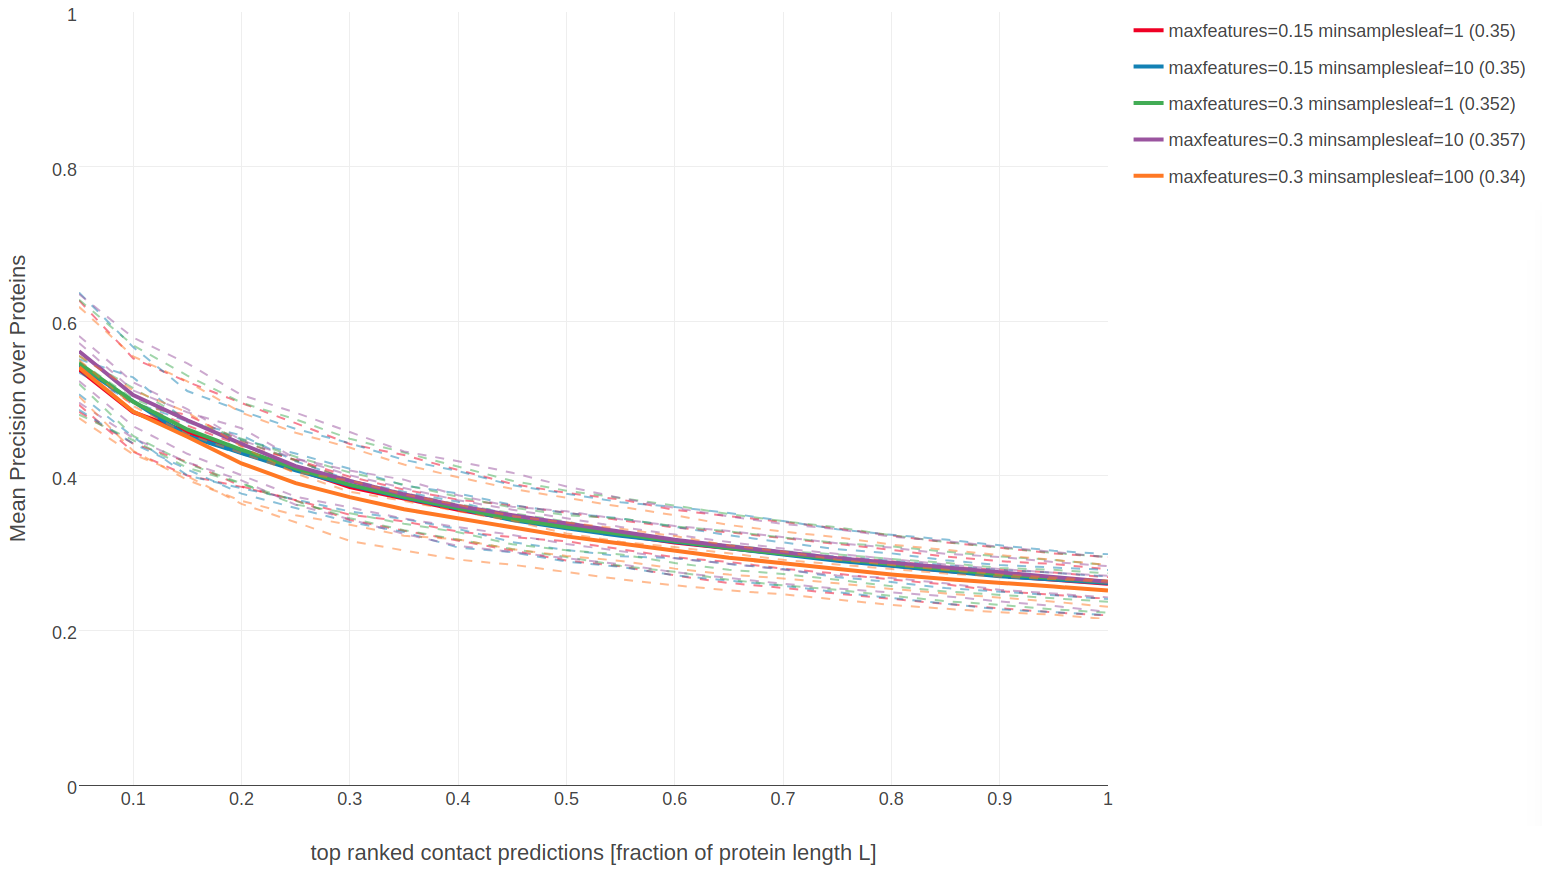 Mean Precision over Proteins
1
0.8
0.6
0.4
0.2
0
0.1
0.2
0.3
0.4
0.5
0.6
0.7
0.8
0.9
1
top ranked contact predictions [fraction of protein length L]
maxfeatures=0.15 minsamplesleaf=1 (0.35)
maxfeatures=0.15 minsamplesleaf=10 (0.35)
maxfeatures=0.3 minsamplesleaf=1 (0.352)
maxfeatures=0.3 minsamplesleaf=10 (0.357)
maxfeatures=0.3 minsamplesleaf=100 (0.34)